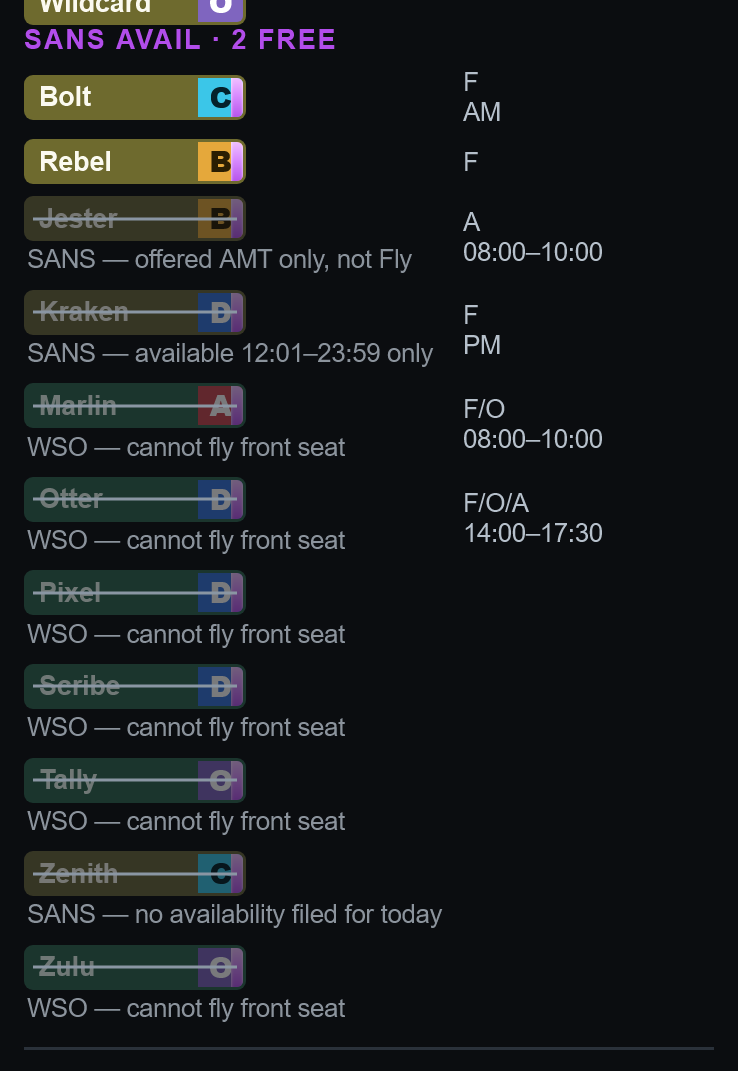 Wildcard O
SANS AVAIL · 2 FREE
Bolt C
F
AM
Rebel B
F
Jester B
SANS — offered AMT only, not Fly
A
08:00–10:00
Kraken D
SANS — available 12:01–23:59 only
F
PM
Marlin A
WSO — cannot fly front seat
F/O
08:00–10:00
Otter D
WSO — cannot fly front seat
F/O/A
14:00–17:30
Pixel D
WSO — cannot fly front seat
Scribe D
WSO — cannot fly front seat
Tally O
WSO — cannot fly front seat
Zenith C
SANS — no availability filed for today
Zulu O
WSO — cannot fly front seat